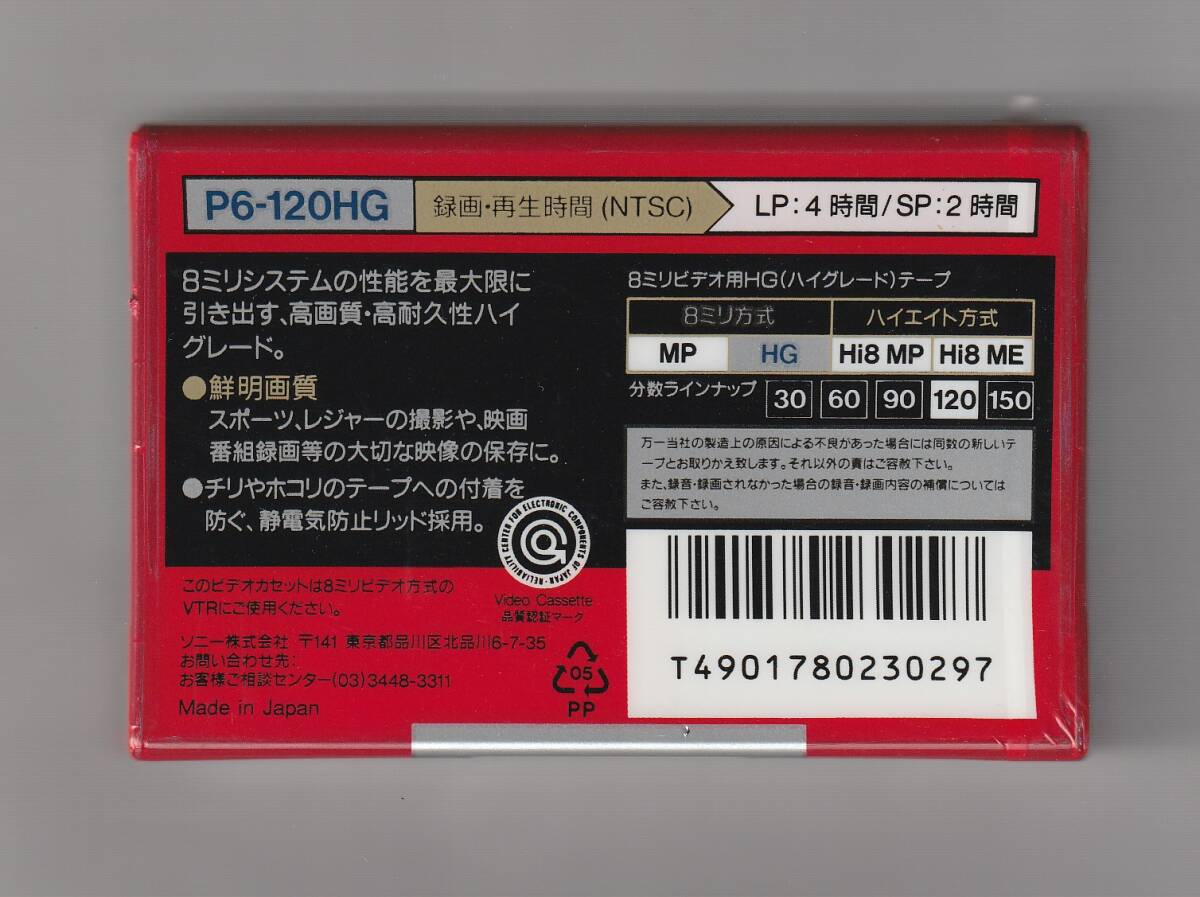 P6-120HG 録画・再生時間(NTSC) LP:4時間/SP:2時間
8ミリシステムの性能を最大限に
引き出す、高画質・高耐久性ハイ
グレード。
●鮮明画質
スポーツ、レジャーの撮影や、映画
番組録画等の大切な映像の保存に。
●チリやホコリのテープへの付着を
防ぐ、静電気防止リッド採用。
8ミリビデオ用HG(ハイグレード)テープ
8ミリ方式 ハイエイト方式
MP HG Hi8 MP Hi8 ME
分数ラインナップ 30 60 90 120 150
万一当社の製造上の原因による不良があった場合には同数の新しいテ
ープとお取りかえ致します。それ以外の責はご容赦下さい。
また、録音・録画されなかった場合の録音・録画内容の補償については
ご容赦下さい。
RELIABILITY CENTER FOR ELECTRONIC COMPONENTS OF JAPAN
Video Cassette
品質認証マーク
このビデオカセットは8ミリビデオ方式の
VTRにご使用ください。
ソニー株式会社 〒141 東京都品川区北品川6-7-35
お問い合わせ先:
お客様ご相談センター(03)3448-3311
Made in Japan
05
PP
T4901780230297